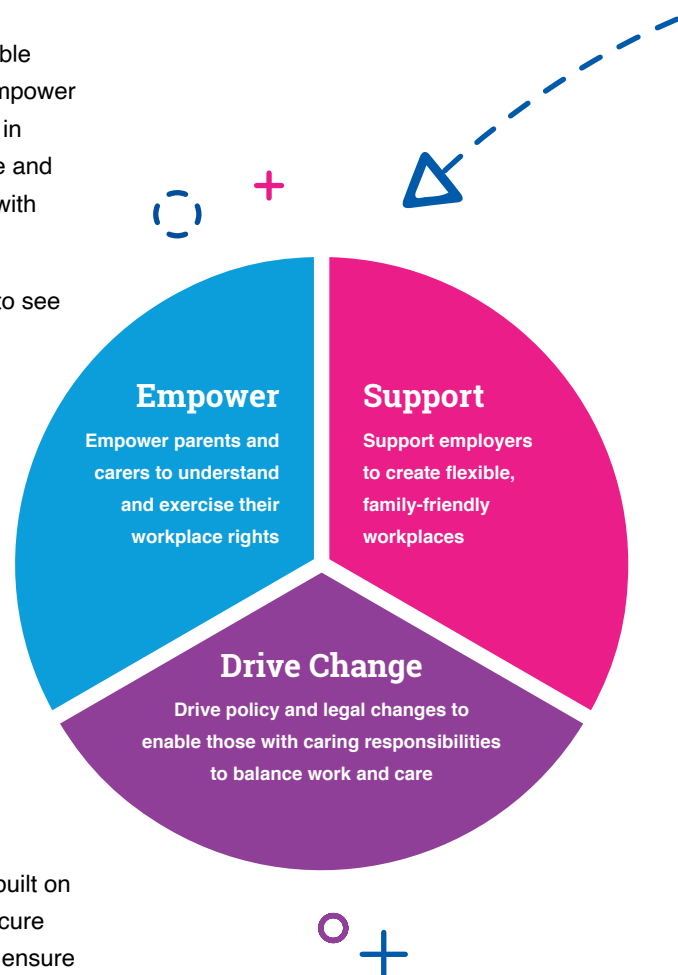 ble
mpower
in
e and
with
to see
Empower
Empower parents and
carers to understand
and exercise their
workplace rights
Support
Support employers
to create flexible,
family-friendly
workplaces
Drive Change
Drive policy and legal changes to
enable those with caring responsibilities
to balance work and care
built on
cure
ensure